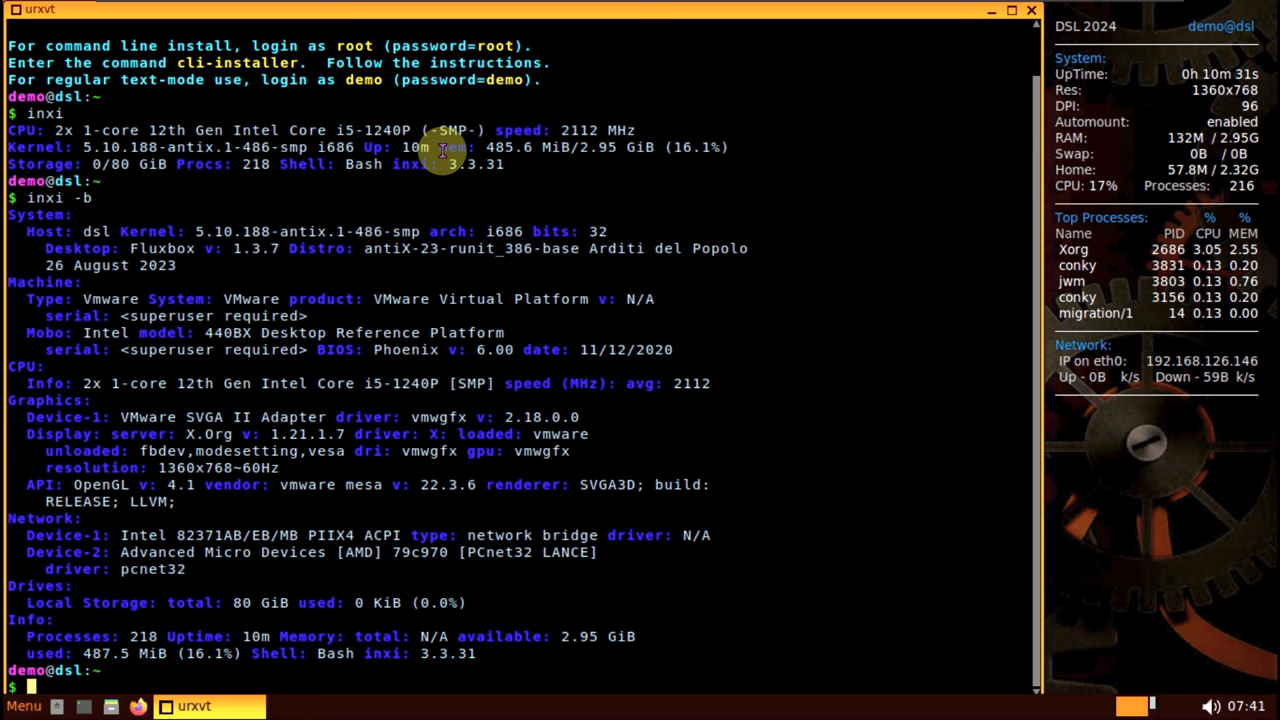 urxvt
For command line install, login as root (password=root).
Enter the command cli-installer.  Follow the instructions.
For regular text-mode use, login as demo (password=demo).
demo@dsl:~
$ inxi
CPU: 2x 1-core 12th Gen Intel Core i5-1240P (-SMP-) speed: 2112 MHz
Kernel: 5.10.188-antix.1-486-smp i686 Up: 10m Mem: 485.6 MiB/2.95 GiB (16.1%)
Storage: 0/80 GiB Procs: 218 Shell: Bash inxi: 3.3.31
demo@dsl:~
$ inxi -b
System:
Host: dsl Kernel: 5.10.188-antix.1-486-smp arch: i686 bits: 32
Desktop: Fluxbox v: 1.3.7 Distro: antiX-23-runit_386-base Arditi del Popolo
26 August 2023
Machine:
Type: Vmware System: VMware product: VMware Virtual Platform v: N/A
serial: <superuser required>
Mobo: Intel model: 440BX Desktop Reference Platform
serial: <superuser required> BIOS: Phoenix v: 6.00 date: 11/12/2020
CPU:
Info: 2x 1-core 12th Gen Intel Core i5-1240P [SMP] speed (MHz): avg: 2112
Graphics:
Device-1: VMware SVGA II Adapter driver: vmwgfx v: 2.18.0.0
Display: server: X.Org v: 1.21.1.7 driver: X: loaded: vmware
unloaded: fbdev,modesetting,vesa dri: vmwgfx gpu: vmwgfx
resolution: 1360x768~60Hz
API: OpenGL v: 4.1 vendor: vmware mesa v: 22.3.6 renderer: SVGA3D; build:
RELEASE; LLVM;
Network:
Device-1: Intel 82371AB/EB/MB PIIX4 ACPI type: network bridge driver: N/A
Device-2: Advanced Micro Devices [AMD] 79c970 [PCnet32 LANCE]
driver: pcnet32
Drives:
Local Storage: total: 80 GiB used: 0 KiB (0.0%)
Info:
Processes: 218 Uptime: 10m Memory: total: N/A available: 2.95 GiB
used: 487.5 MiB (16.1%) Shell: Bash inxi: 3.3.31
demo@dsl:~
$
DSL 2024 demo@dsl
System:
UpTime: 0h 10m 31s
Res: 1360x768
DPI: 96
Automount: enabled
RAM: 132M / 2.95G
Swap: 0B / 0B
Home: 57.8M / 2.32G
CPU: 17% Processes: 216
Top Processes: % %
Name PID CPU MEM
Xorg 2686 3.05 2.55
conky 3831 0.13 0.20
jwm 3803 0.13 0.76
conky 3156 0.13 0.20
migration/1 14 0.13 0.00
Network:
IP on eth0: 192.168.126.146
Up - 0B k/s Down - 59B k/s
Menu urxvt 07:41